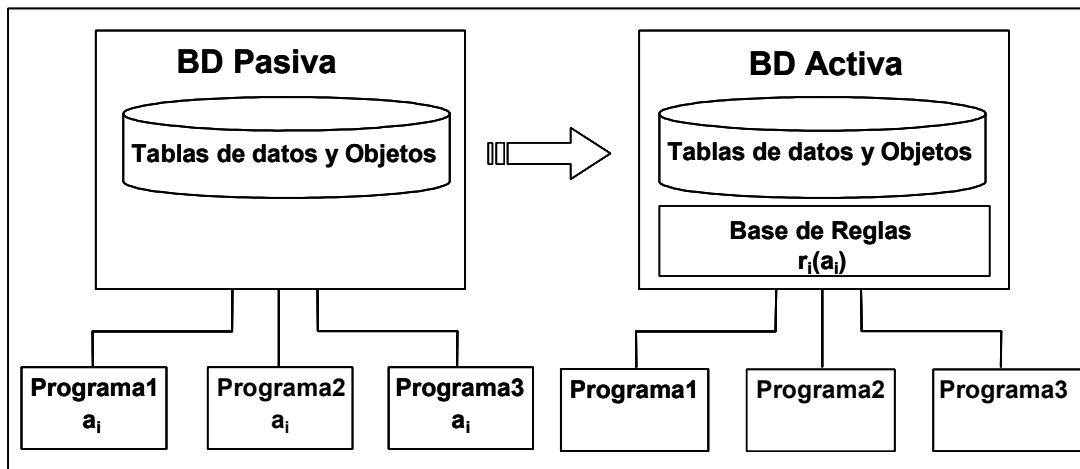 BD Pasiva
Tablas de datos y Objetos
Programa1
aᵢ
Programa2
aᵢ
Programa3
aᵢ
BD Activa
Tablas de datos y Objetos
Base de Reglas
rᵢ(aᵢ)
Programa1
Programa2
Programa3